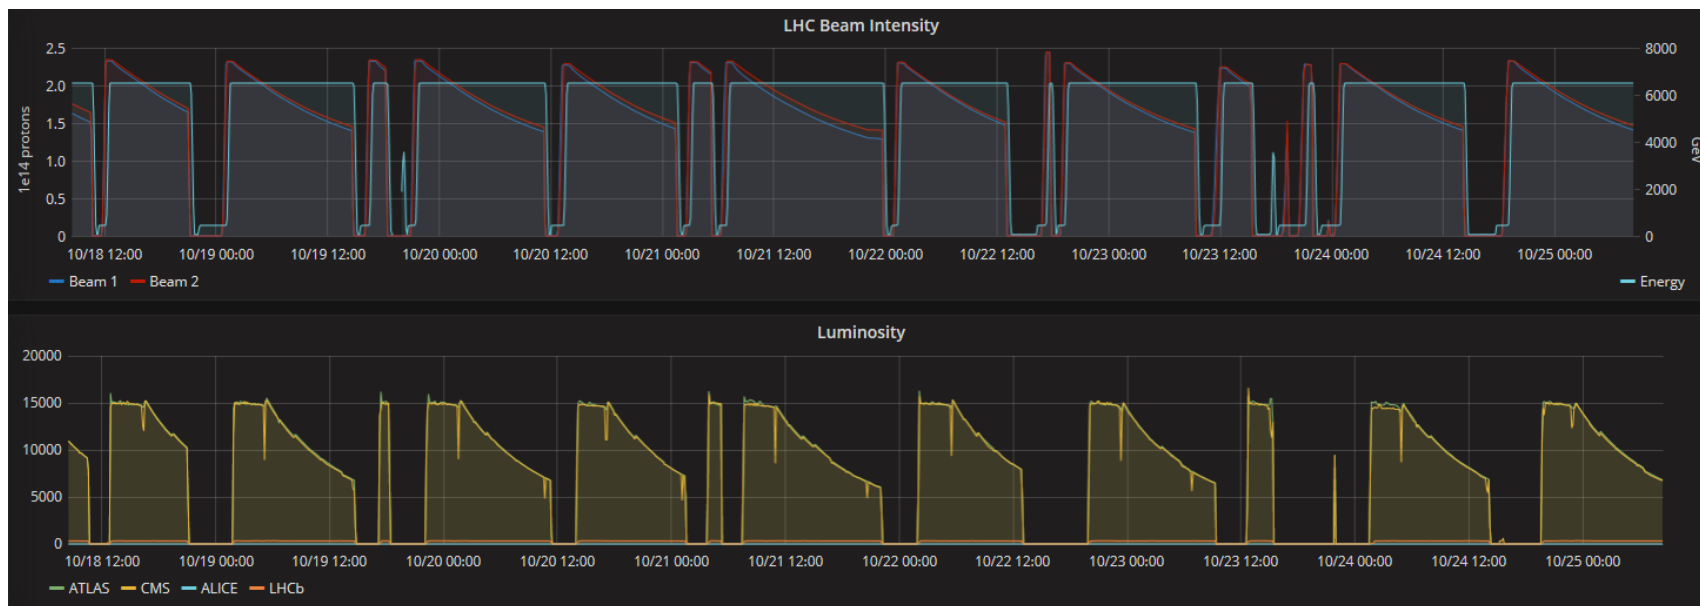 LHC Beam Intensity
2.5 8000
2.0 6000
1.5 4000
1.0 2000
0.5
0 0
1e14 protons
GeV
10/18 12:00 10/19 00:00 10/19 12:00 10/20 00:00 10/20 12:00 10/21 00:00 10/21 12:00 10/22 00:00 10/22 12:00 10/23 00:00 10/23 12:00 10/24 00:00 10/24 12:00 10/25 00:00
Beam 1 Beam 2 Energy
Luminosity
20000
15000
10000
5000
0
10/18 12:00 10/19 00:00 10/19 12:00 10/20 00:00 10/20 12:00 10/21 00:00 10/21 12:00 10/22 00:00 10/22 12:00 10/23 00:00 10/23 12:00 10/24 00:00 10/24 12:00 10/25 00:00
ATLAS CMS ALICE LHCb